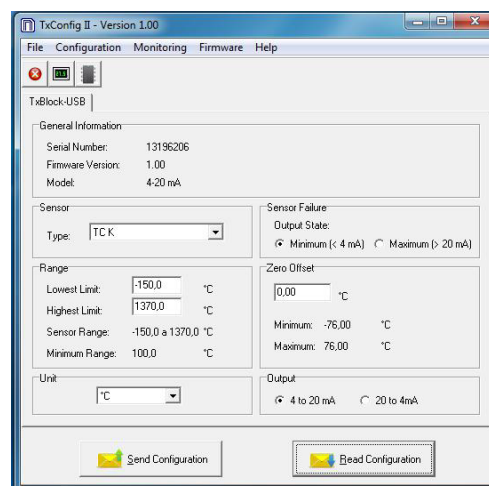 TxConfig II - Version 1.00
File Configuration Monitoring Firmware Help
TxBlock-USB
General Information
Serial Number: 13196206
Firmware Version: 1.00
Model: 4-20 mA
Sensor
Type: TC K
Sensor Failure
Output State:
Minimum (< 4 mA) Maximum (> 20 mA)
Range
Lowest Limit: -150,0 °C
Highest Limit: 1370,0 °C
Sensor Range: -150,0 a 1370,0 °C
Minimum Range: 100,0 °C
Zero Offset
0,00 °C
Minimum: -76,00 °C
Maximum: 76,00 °C
Unit
°C
Output
4 to 20 mA 20 to 4mA
Send Configuration
Read Configuration